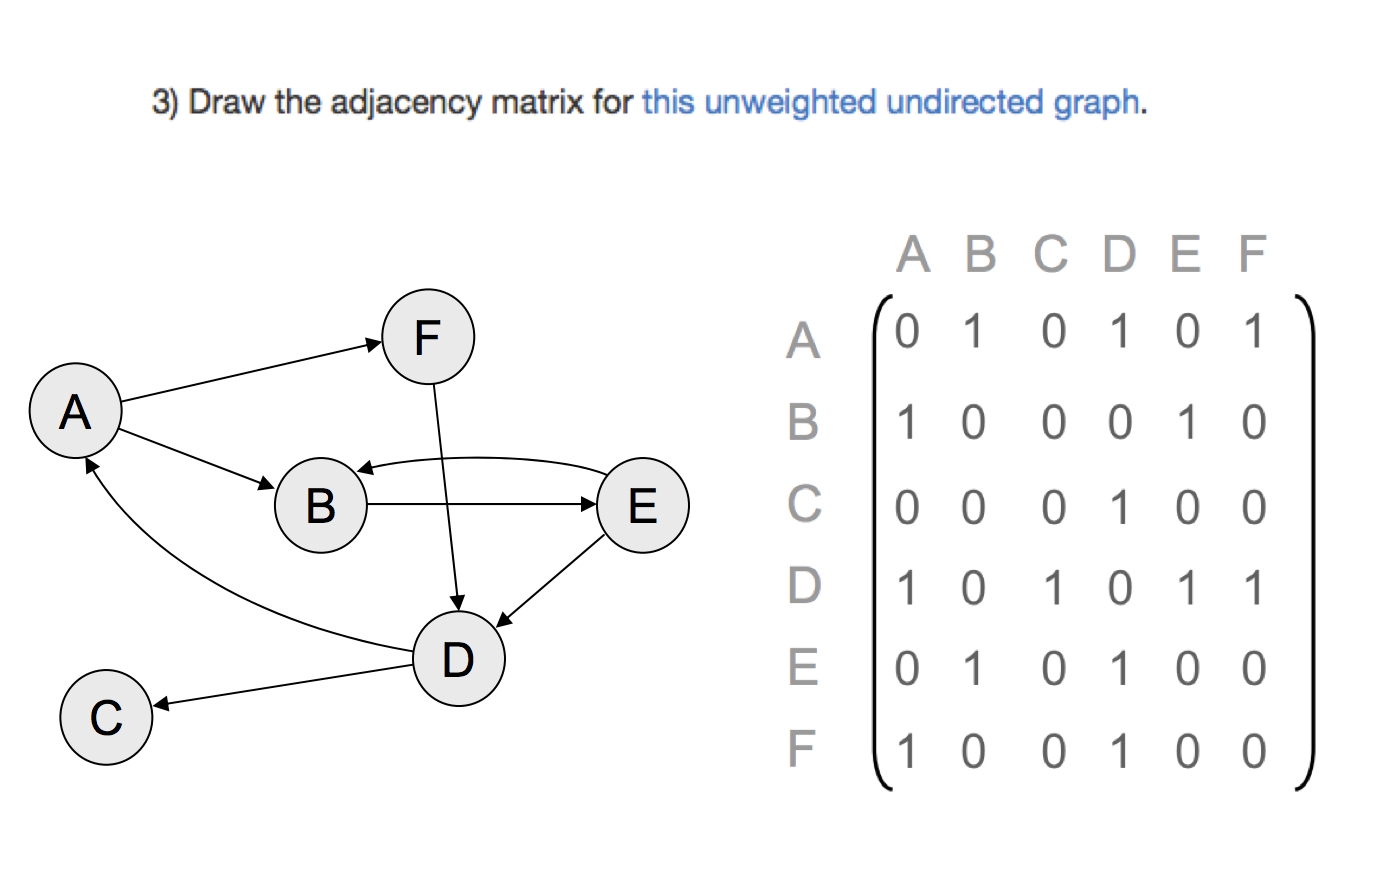 3) Draw the adjacency matrix for this unweighted undirected graph.
F
A
B
E
D
C
A B C D E F
A 0 1 0 1 0 1
B 1 0 0 0 1 0
C 0 0 0 1 0 0
D 1 0 1 0 1 1
E 0 1 0 1 0 0
F 1 0 0 1 0 0